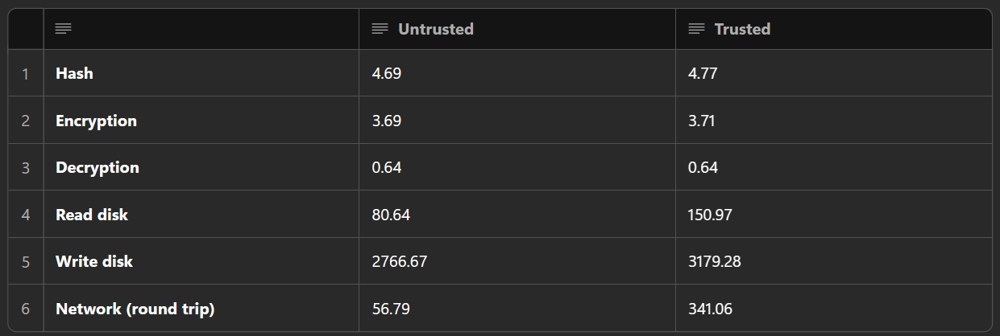 Untrusted Trusted
1 Hash 4.69 4.77
2 Encryption 3.69 3.71
3 Decryption 0.64 0.64
4 Read disk 80.64 150.97
5 Write disk 2766.67 3179.28
6 Network (round trip) 56.79 341.06